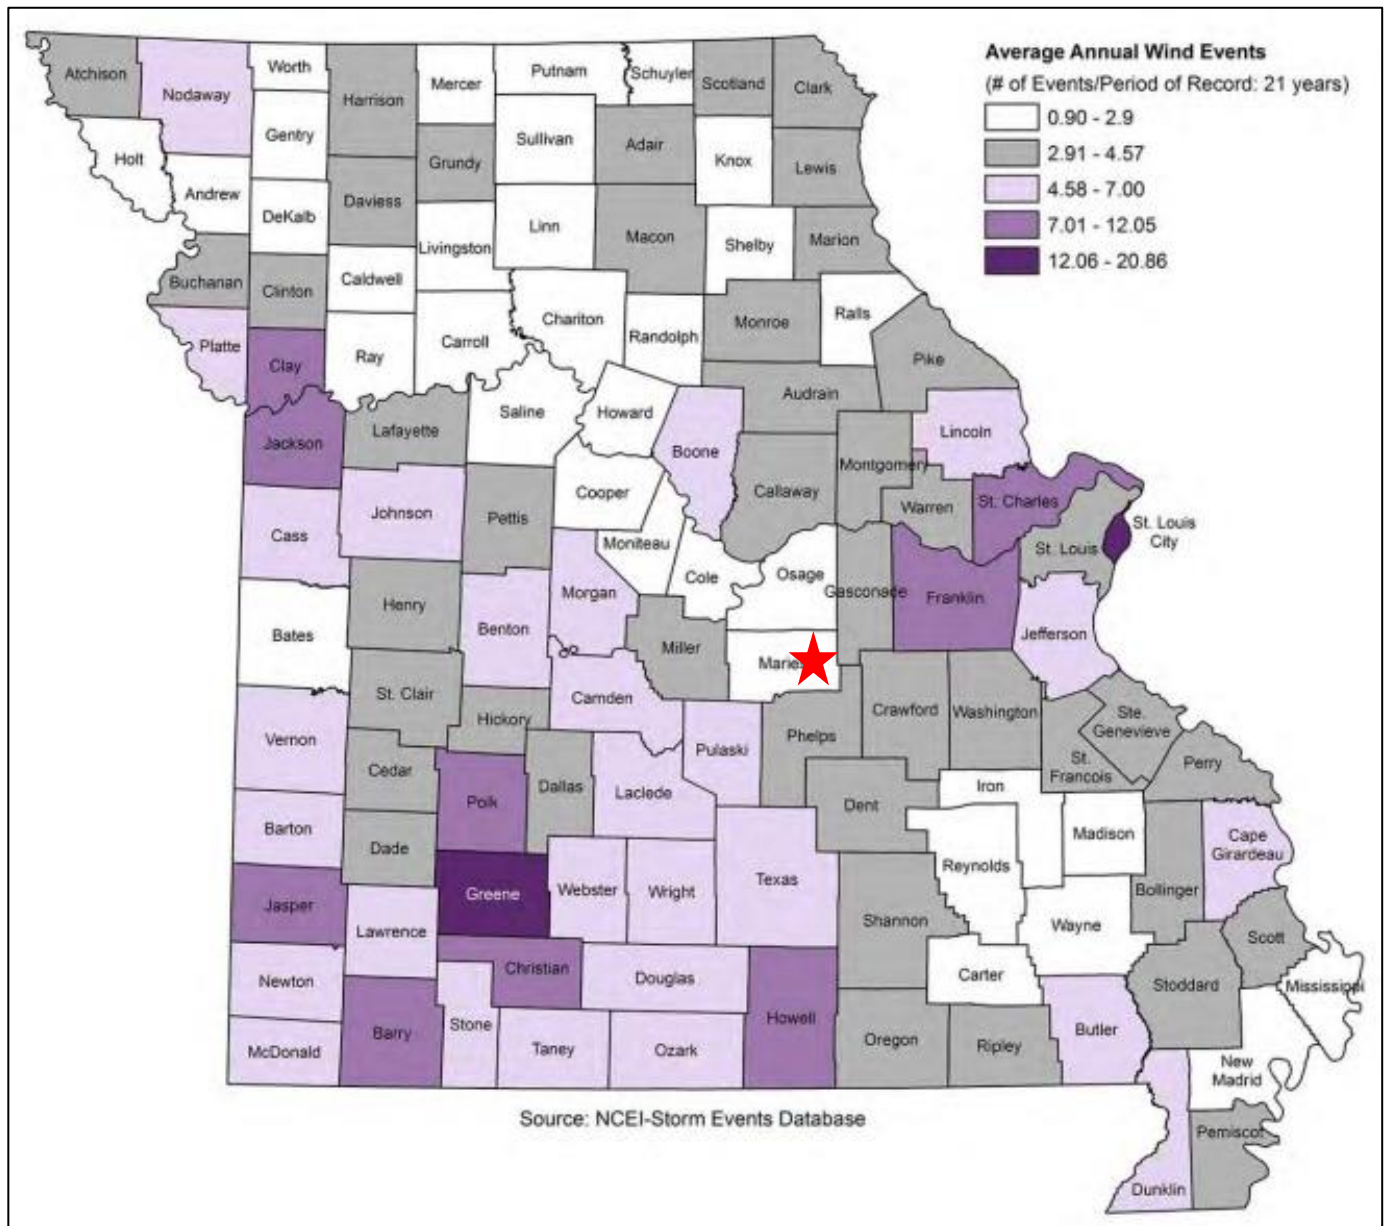 Average Annual Wind Events
(# of Events/Period of Record: 21 years)
0.90 - 2.9
2.91 - 4.57
4.58 - 7.00
7.01 - 12.05
12.06 - 20.86
Atchison
Nodaway
Worth
Harrison
Mercer
Putnam
Schuyler
Scotland
Clark
Holt
Gentry
Sullivan
Adair
Knox
Lewis
Andrew
DeKalb
Daviess
Grundy
Linn
Macon
Shelby
Marion
Buchanan
Clinton
Caldwell
Livingston
Chariton
Randolph
Monroe
Ralls
Pike
Platte
Clay
Ray
Carroll
Audrain
Jackson
Lafayette
Saline
Howard
Boone
Callaway
Montgomery
Lincoln
Warren
St. Charles
St. Louis
St. Louis
City
Cass
Johnson
Pettis
Cooper
Moniteau
Cole
Osage
Gasconade
Franklin
Jefferson
Bates
Henry
Benton
Morgan
Miller
Maries
St. Clair
Hickory
Camden
Pulaski
Phelps
Crawford
Washington
St.
Francois
Ste.
Genevieve
Perry
Vernon
Cedar
Polk
Dallas
Laclede
Dent
Iron
Reynolds
Madison
Bollinger
Cape
Girardeau
Barton
Dade
Greene
Webster
Wright
Texas
Shannon
Wayne
Scott
Jasper
Lawrence
Christian
Douglas
Howell
Carter
Stoddard
Mississippi
Newton
McDonald
Barry
Stone
Taney
Ozark
Oregon
Ripley
Butler
New
Madrid
Pemiscot
Dunklin
Source: NCEI-Storm Events Database